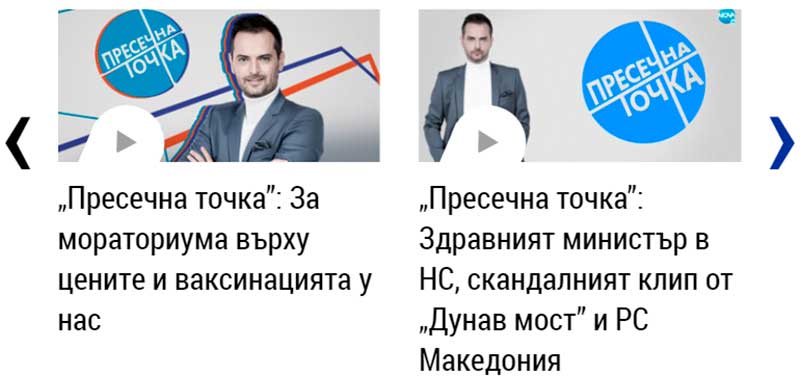 ПРЕСЕЧНА
ТОЧКА
ПРЕСЕЧНА
ТОЧКА
NOVA
„Пресечна точка”: За
мораториума върху
цените и ваксинацията у
нас
„Пресечна точка”:
Здравният министър в
НС, скандалният клип от
„Дунав мост” и РС
Македония